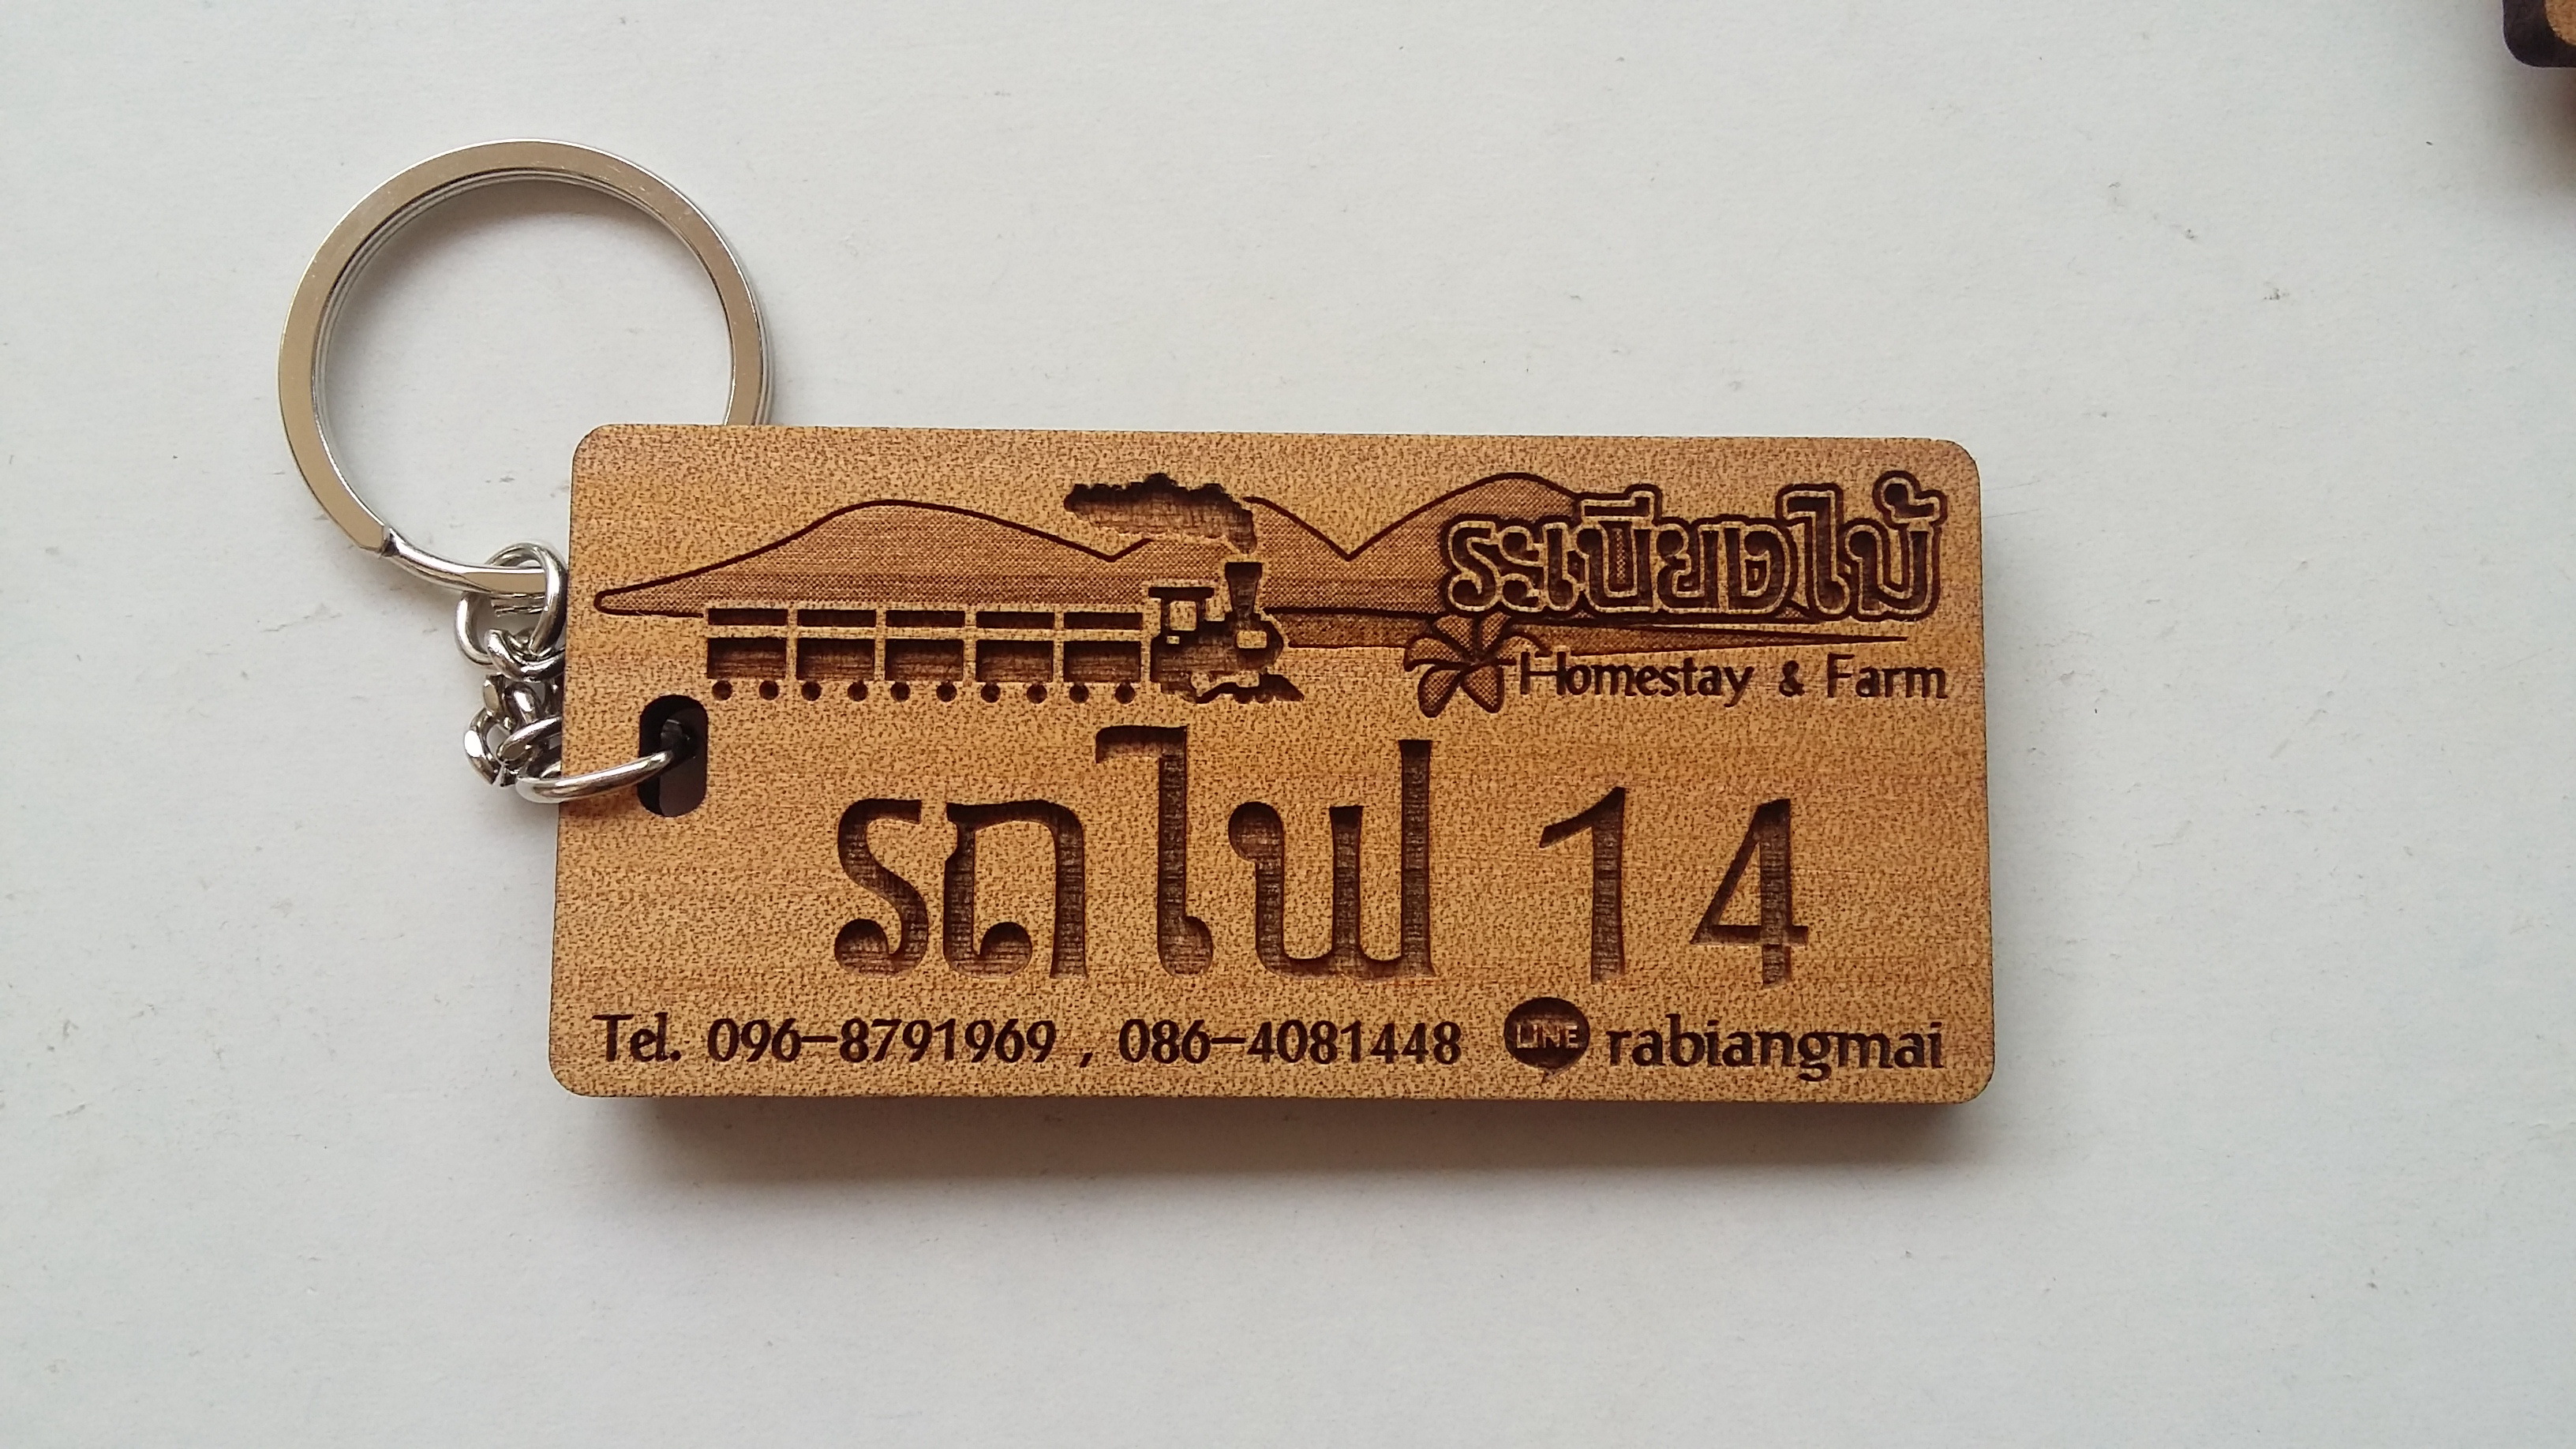 ระเบียงไม้
Homestay & Farm
รถไฟ 14
Tel. 096-8791969 , 086-4081448 LINE rabiangmai